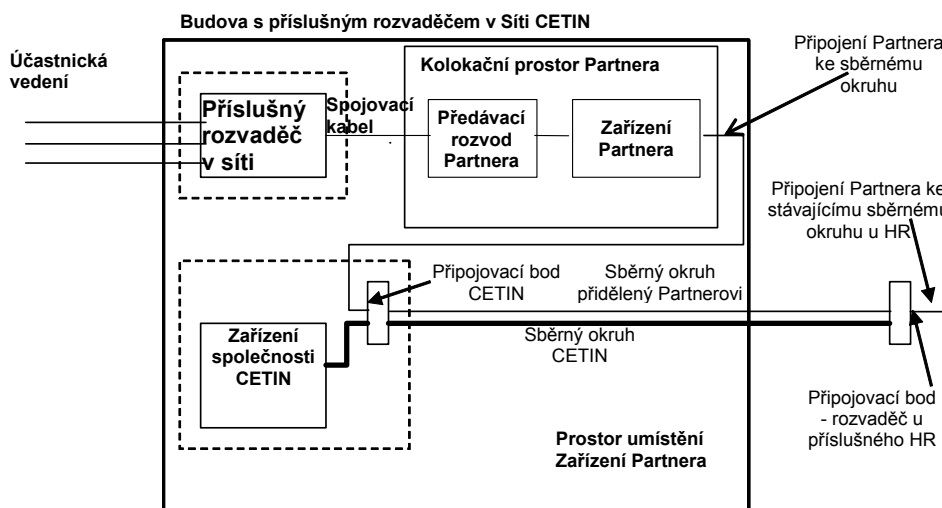 Budova s příslušným rozvaděčem v Síti CETIN
Účastnická
vedení
Připojení Partnera
ke sběrnému
okruhu
Kolokační prostor Partnera
Příslušný
rozvaděč
v síti
Spojovací
kabel
Předávací
rozvod
Partnera
Zařízení
Partnera
Připojení Partnera ke
stávajícímu sběrnému
okruhu u HR
Připojovací bod
CETIN
Sběrný okruh
přidělený Partnerovi
Zařízení
společnosti
CETIN
Sběrný okruh
CETIN
Připojovací bod
- rozvaděč u
příslušného HR
Prostor umístění
Zařízení Partnera